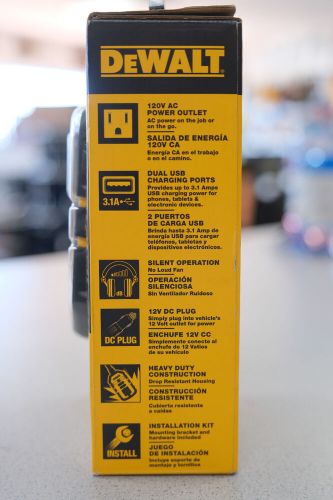 DEWALT
120V AC
POWER OUTLET
AC power on the job or
on the go.
SALIDA DE ENERGÍA
120V CA
Energía CA en el trabajo
o en el camino.
DUAL USB
CHARGING PORTS
Provides up to 3.1 Amps
USB charging power for
phones, tablets &
electronic devices.
3.1A
2 PUERTOS
DE CARGA USB
Brinda hasta 3.1 Amp de
energía USB para cargar
teléfonos, tabletas y
dispositivos electrónicos.
SILENT OPERATION
No Loud Fan
OPERACIÓN
SILENCIOSA
Sin Ventilador Ruidoso
12V DC PLUG
Simply plug into vehicle's
12 Volt outlet for power
DC PLUG
ENCHUFE 12V CC
Simplemente conecte al
enchufe de 12 Voltios
de su vehículo
HEAVY DUTY
CONSTRUCTION
Drop Resistant Housing
CONSTRUCCIÓN
RESISTENTE
Cubierta resistente
a caídas
INSTALLATION KIT
Mounting bracket and
hardware included
INSTALL
JUEGO
DE INSTALACIÓN
Incluye soporte de
montaje y tornillos